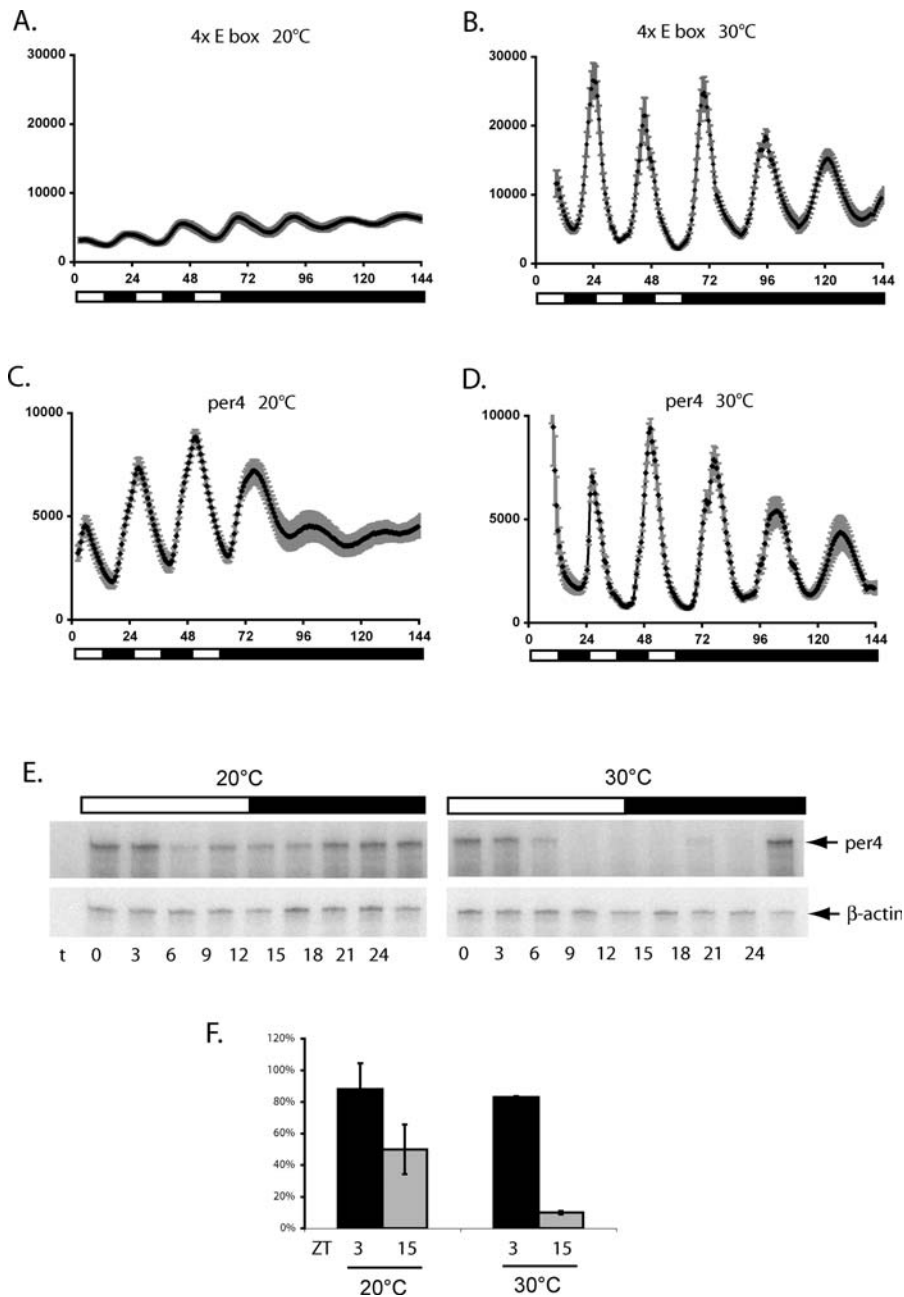 A.
4x E box 20°C
30000
20000
10000
0
0 24 48 72 96 120 144
B.
4x E box 30°C
30000
20000
10000
0
0 24 48 72 96 120 144
C.
per4 20°C
10000
5000
0
0 24 48 72 96 120 144
D.
per4 30°C
10000
5000
0
0 24 48 72 96 120 144
E.
20°C
30°C
per4
β-actin
t 0 3 6 9 12 15 18 21 24
0 3 6 9 12 15 18 21 24
F.
120%
100%
80%
60%
40%
20%
0%
ZT 3 15 3 15
20°C 30°C